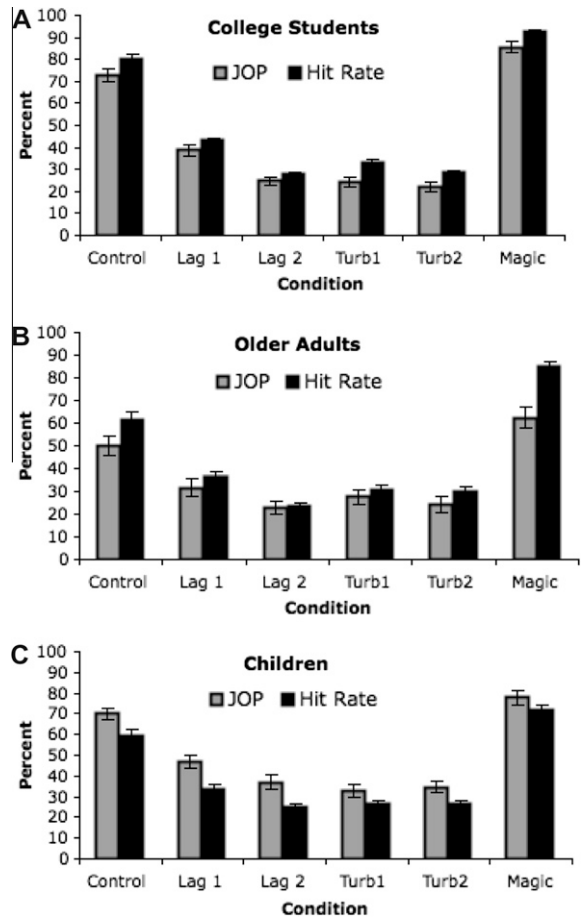 A
College Students
JOP Hit Rate
Percent
100
90
80
70
60
50
40
30
20
10
0
Control Lag 1 Lag 2 Turb1 Turb2 Magic
Condition
B
Older Adults
JOP Hit Rate
Percent
100
90
80
70
60
50
40
30
20
10
0
Control Lag 1 Lag 2 Turb1 Turb2 Magic
Condition
C
Children
JOP Hit Rate
Percent
100
90
80
70
60
50
40
30
20
10
0
Control Lag 1 Lag 2 Turb1 Turb2 Magic
Condition